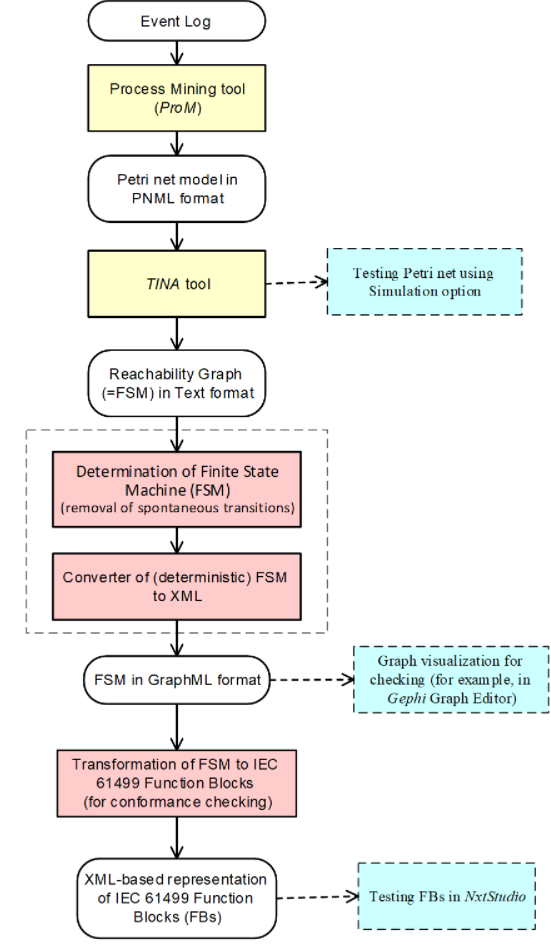 Event Log
Process Mining tool
(ProM)
Petri net model in
PNML format
TINA tool
Testing Petri net using
Simulation option
Reachability Graph
(=FSM) in Text format
Determination of Finite State
Machine (FSM)
(removal of spontaneous transitions)
Converter of (deterministic) FSM
to XML
FSM in GraphML format
Graph visualization for
checking (for example, in
Gephi Graph Editor)
Transformation of FSM to IEC
61499 Function Blocks
(for conformance checking)
XML-based representation
of IEC 61499 Function
Blocks (FBs)
Testing FBs in NxtStudio